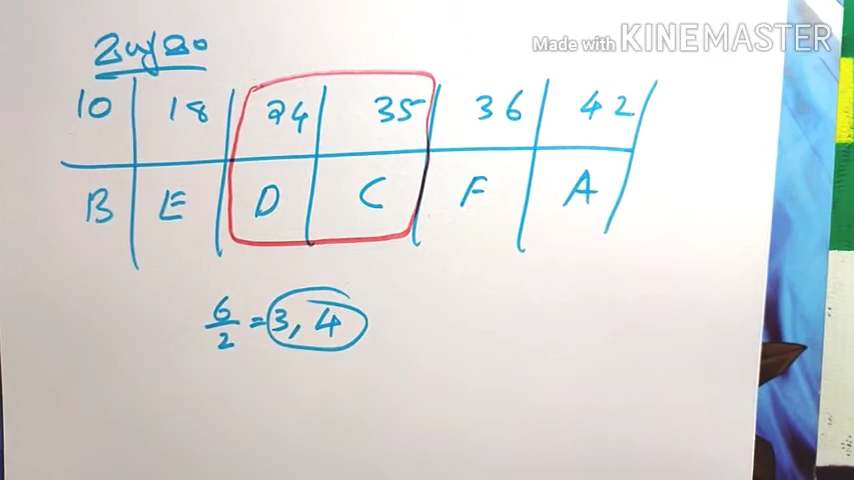 Made with KINEMASTER
10 18 24 35 36 42
B E D C F A
6/2 = 3, 4